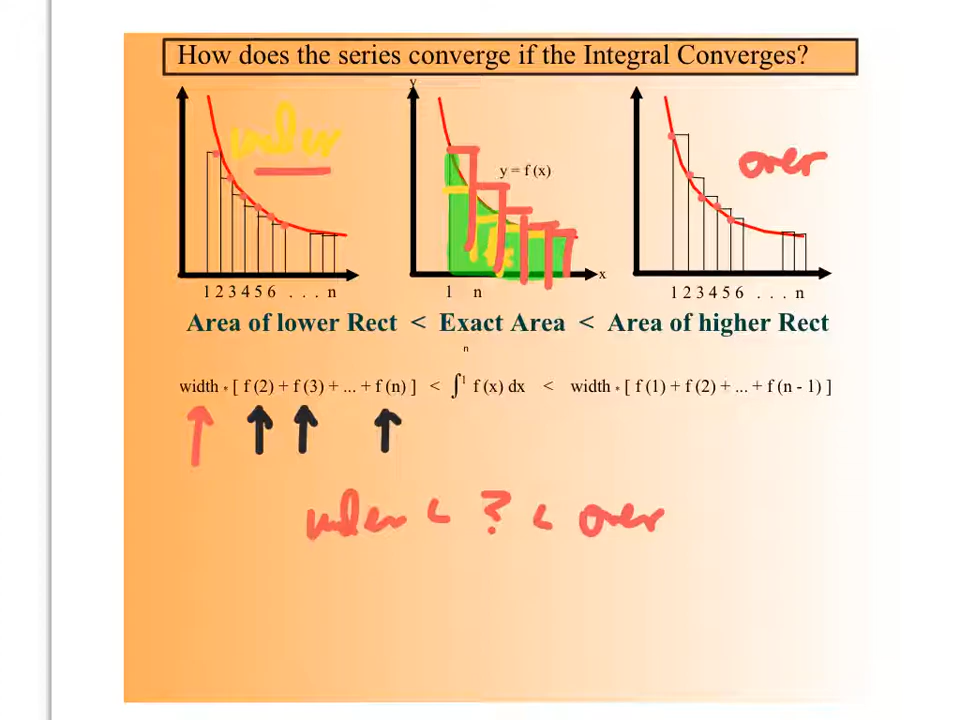 How does the series converge if the Integral Converges?
under
y
y = f (x)
over
x
1 2 3 4 5 6 . . . n
1 n
1 2 3 4 5 6 . . . n
Area of lower Rect < Exact Area < Area of higher Rect
n
width * [ f (2) + f (3) + ... + f (n) ] < ∫ 1 f (x) dx < width * [ f (1) + f (2) + ... + f (n - 1) ]
under < ? < over